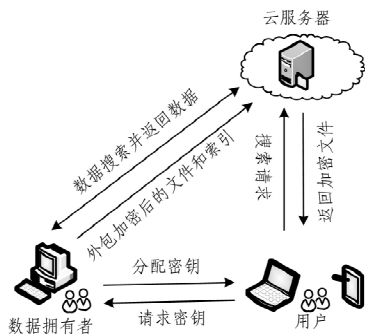 云服务器
数据搜索并返回数据
外包加密后的文件和索引
搜索请求
返回加密文件
分配密钥
请求密钥
数据拥有者
用户